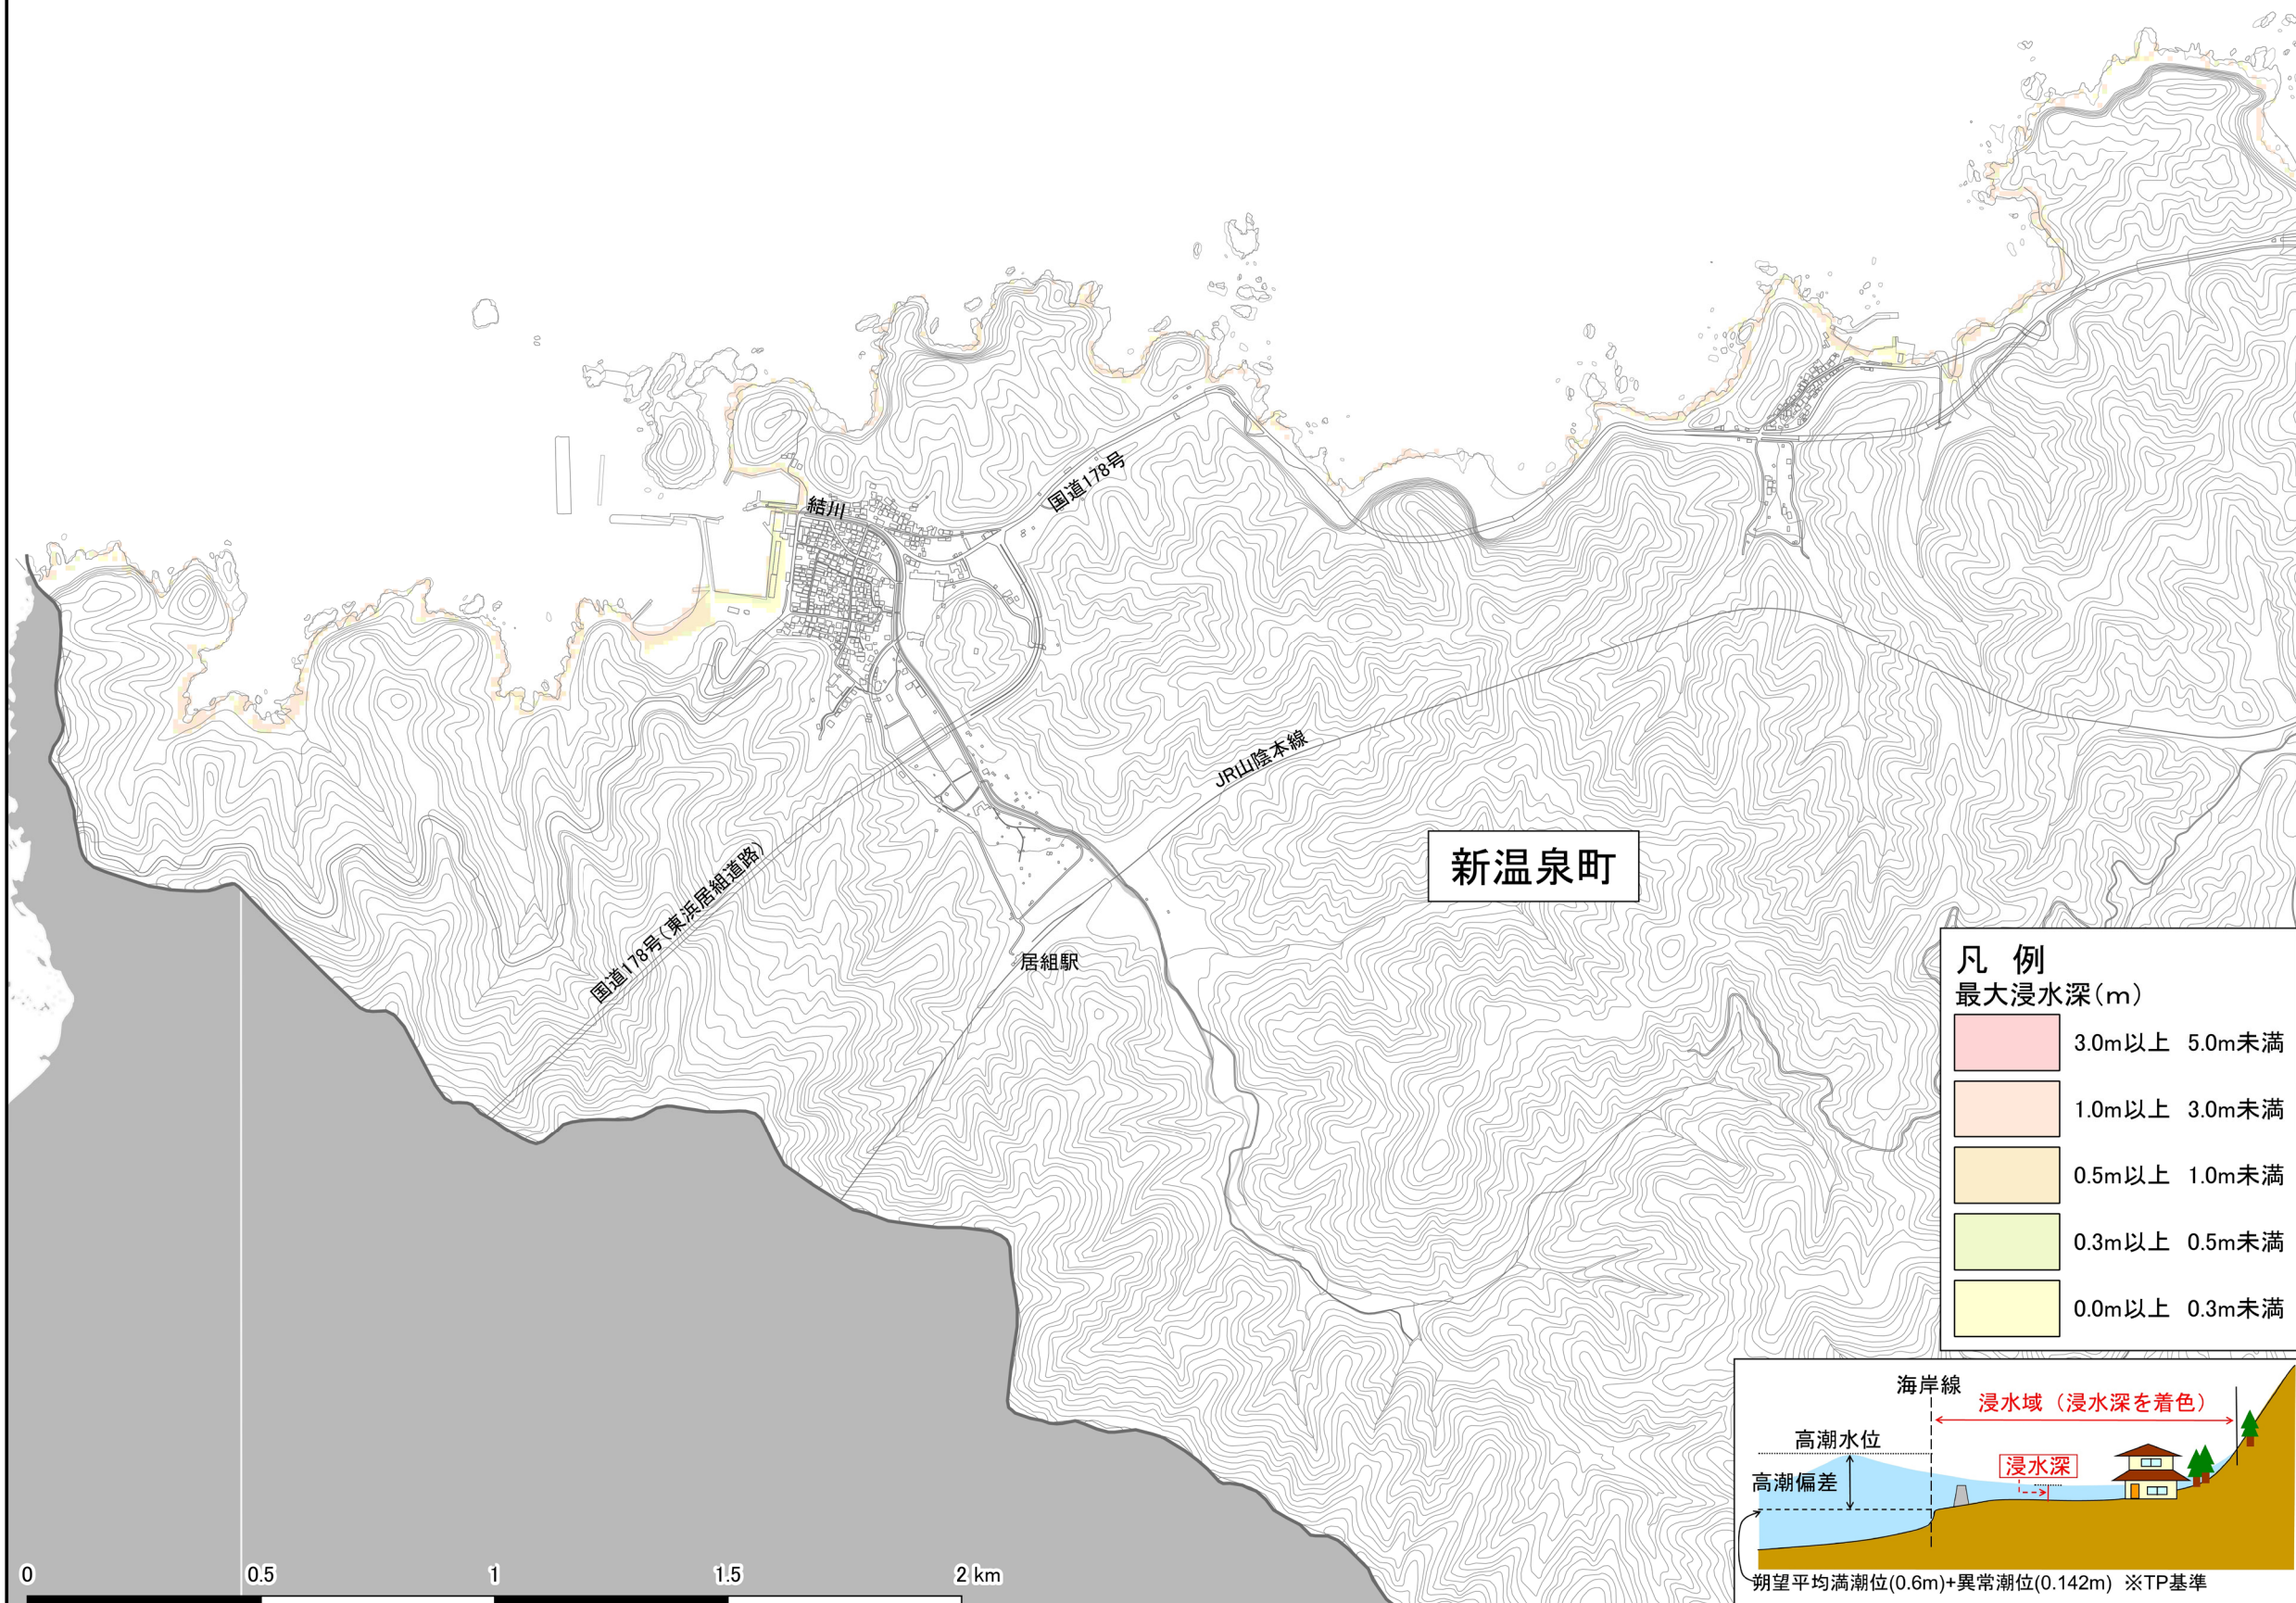 結川
国道178号
JR山陰本線
新温泉町
国道178号(東浜居組道路)
居組駅
凡 例
最大浸水深(m)
3.0m以上 5.0m未満
1.0m以上 3.0m未満
0.5m以上 1.0m未満
0.3m以上 0.5m未満
0.0m以上 0.3m未満
海岸線
浸水域(浸水深を着色)
高潮水位
浸水深
高潮偏差
朔望平均満潮位(0.6m)+異常潮位(0.142m) ※TP基準
0 0.5 1 1.5 2 km